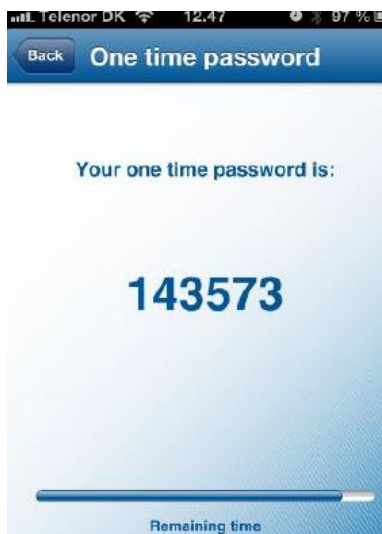 Telenor DK 12.47 97 %
Back One time password
Your one time password is:
143573
Remaining time